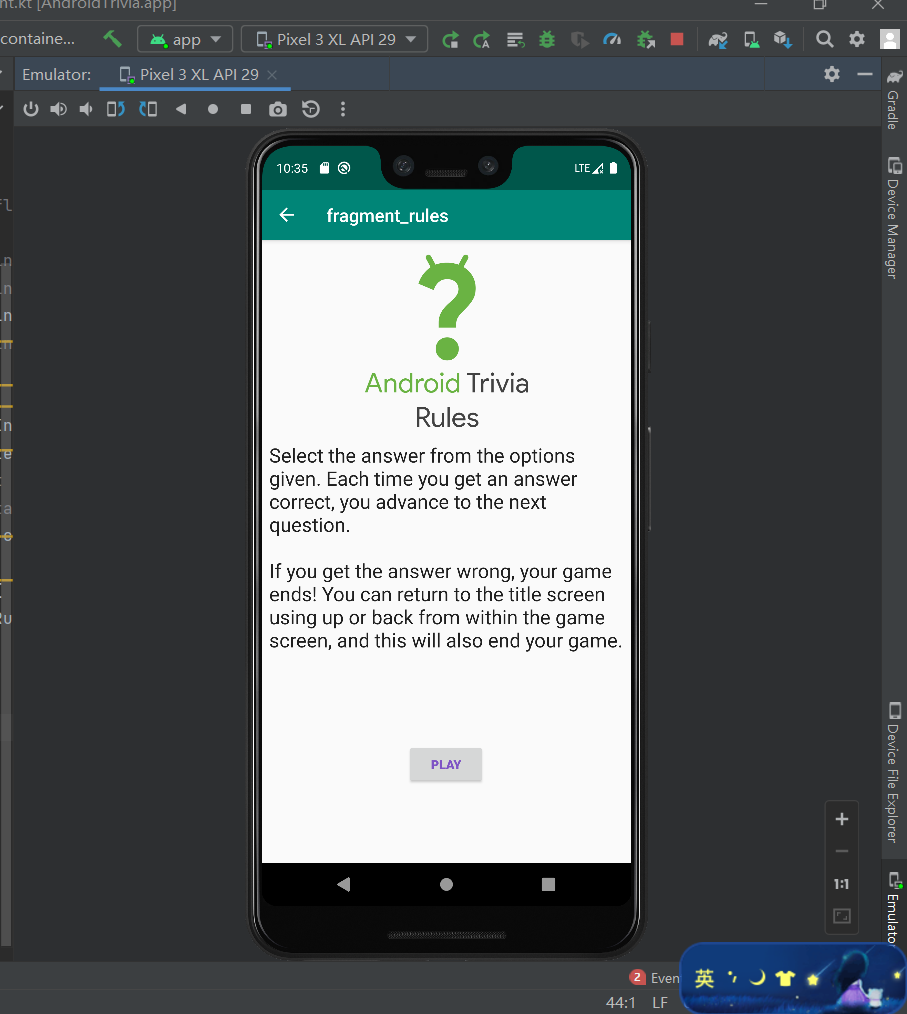 nt.kt [AndroidTrivia.app]
containe...
app
Pixel 3 XL API 29
Emulator:
Pixel 3 XL API 29
Gradle
Device Manager
10:35
LTE
fragment_rules
Android Trivia
Rules
Select the answer from the options
given. Each time you get an answer
correct, you advance to the next
question.
If you get the answer wrong, your game
ends! You can return to the title screen
using up or back from within the game
screen, and this will also end your game.
PLAY
Device File Explorer
1:1
Emulato
2 Even
英
44:1 LF